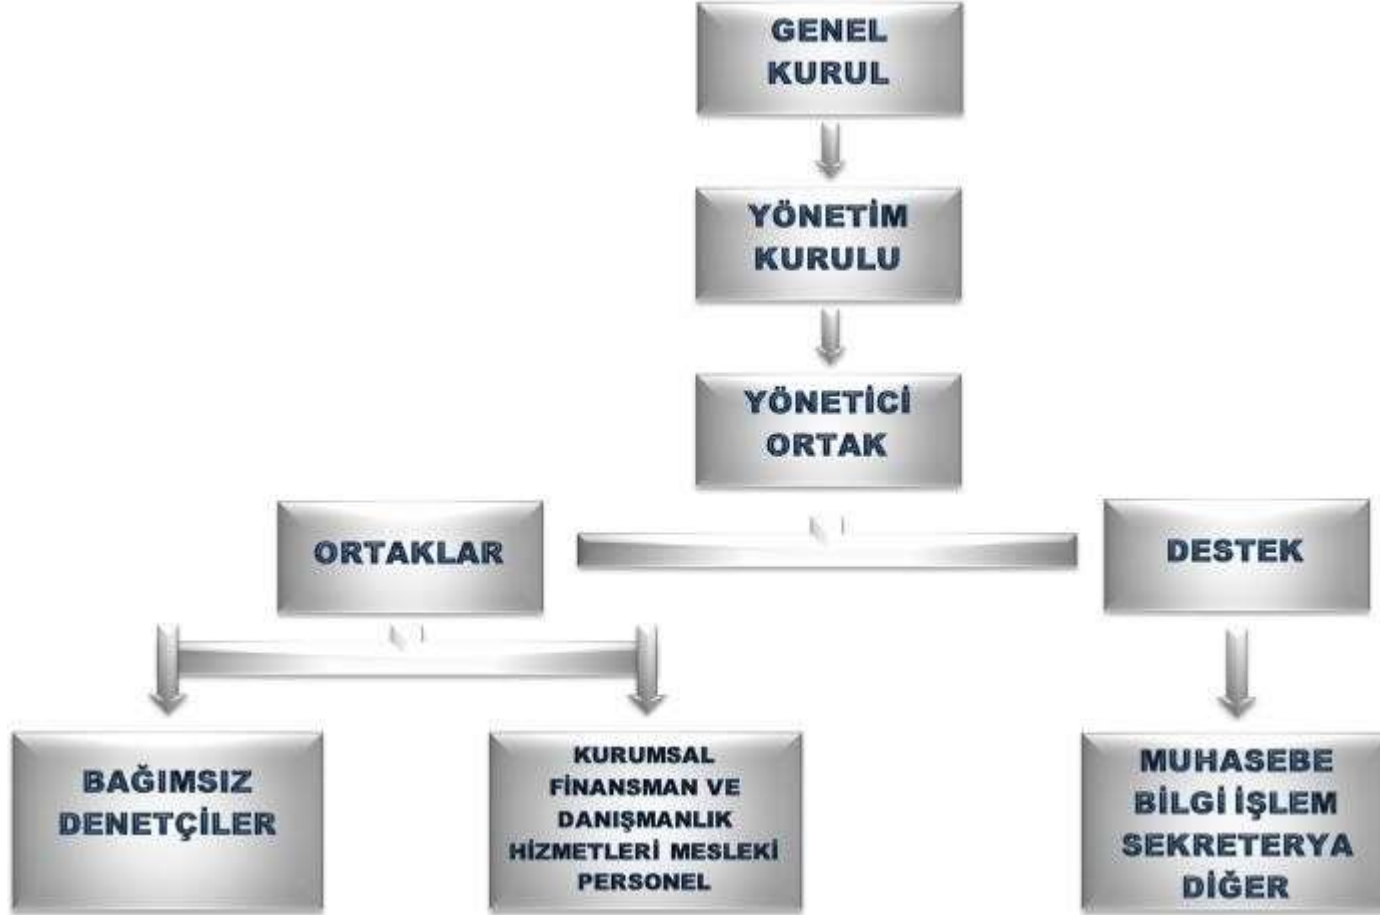 GENEL
KURUL
YÖNETİM
KURULU
YÖNETİCİ
ORTAK
ORTAKLAR
DESTEK
BAĞIMSIZ
DENETÇİLER
KURUMSAL
FİNANSMAN VE
DANIŞMANLIK
HİZMETLERİ MESLEKİ
PERSONEL
MUHASEBE
BİLGİ İŞLEM
SEKRETERYA
DİĞER